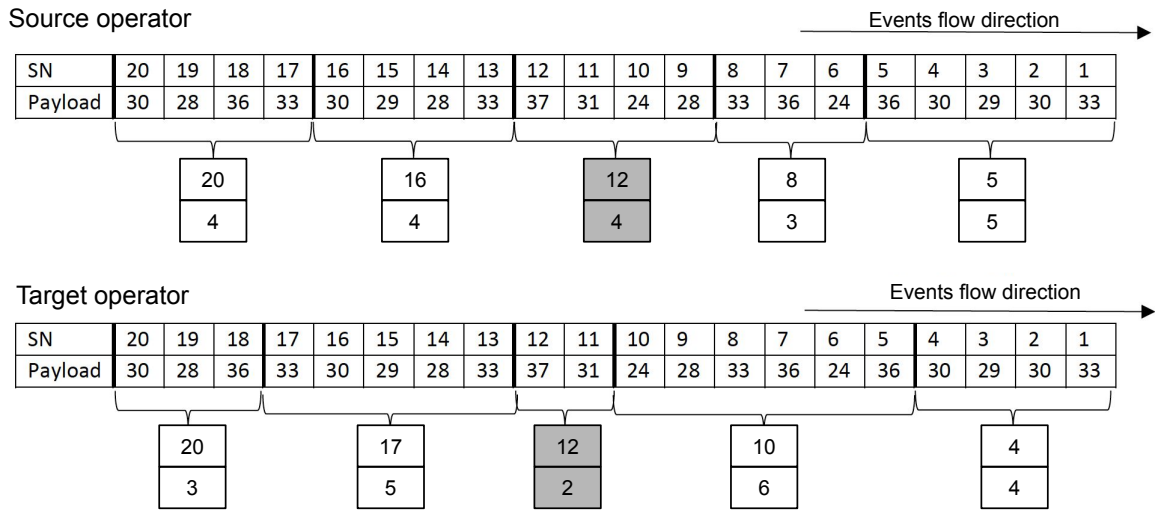 Source operator
Events flow direction
SN 20 19 18 17 16 15 14 13 12 11 10 9 8 7 6 5 4 3 2 1
Payload 30 28 36 33 30 29 28 33 37 31 24 28 33 36 24 36 30 29 30 33
20 16 12 8 5
4 4 4 3 5
Target operator
Events flow direction
SN 20 19 18 17 16 15 14 13 12 11 10 9 8 7 6 5 4 3 2 1
Payload 30 28 36 33 30 29 28 33 37 31 24 28 33 36 24 36 30 29 30 33
20 17 12 10 4
3 5 2 6 4